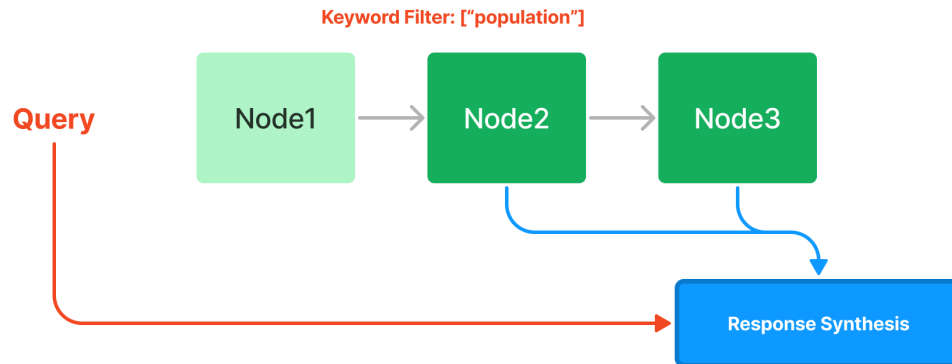 Keyword Filter: [“population”]
Query
Node1
Node2
Node3
Response Synthesis